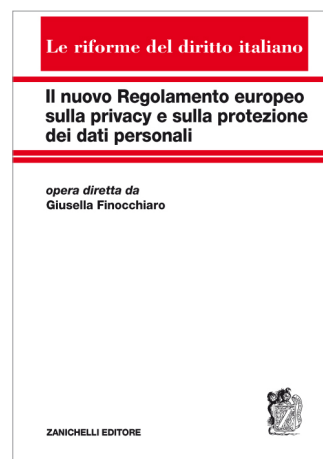 Le riforme del diritto italiano
Il nuovo Regolamento europeo
sulla privacy e sulla protezione
dei dati personali
opera diretta da
Giusella Finocchiaro
ZANICHELLI EDITORE